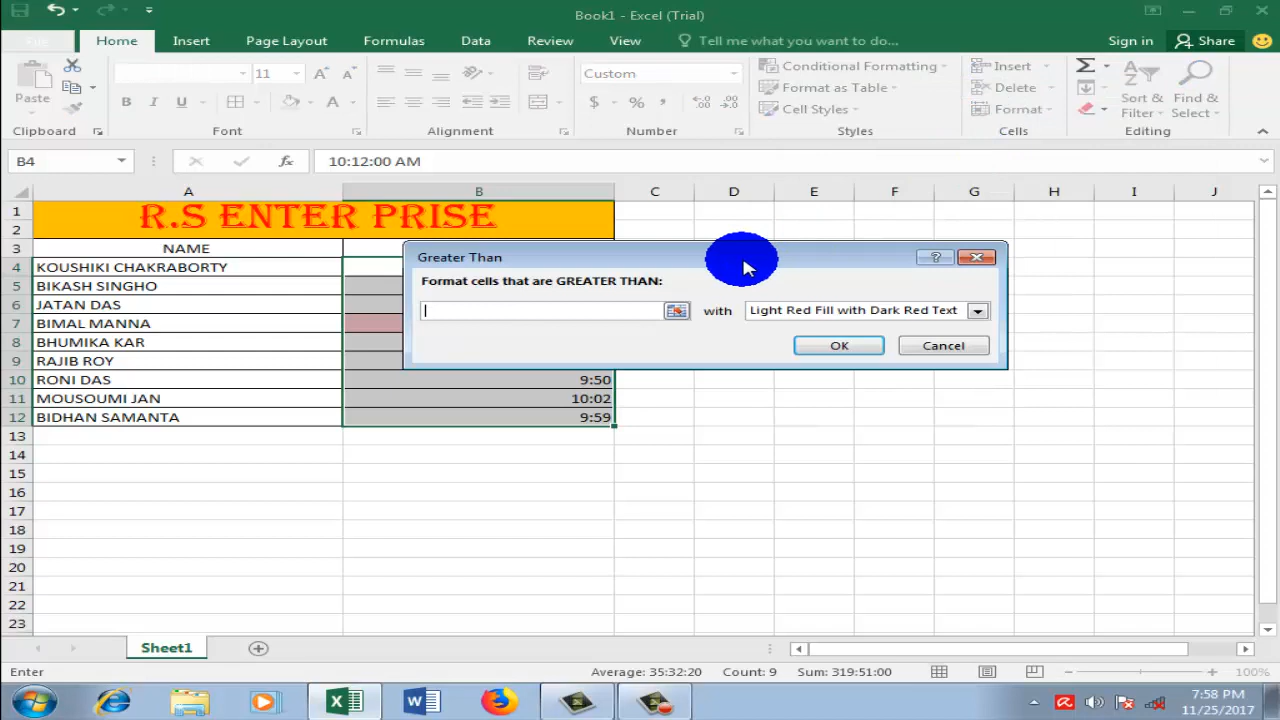 Book1 - Excel (Trial)
File Home Insert Page Layout Formulas Data Review View Tell me what you want to do... Sign in Share
Paste
11
B I U
A
Custom
$ % ,
Conditional Formatting
Format as Table
Cell Styles
Insert
Delete
Format
Sort & Filter
Find & Select
Clipboard Font Alignment Number Styles Cells Editing
B4 fx 10:12:00 AM
A B C D E F G H I J
1 R.S ENTER PRISE
2
3 NAME
4 KOUSHIKI CHAKRABORTY
5 BIKASH SINGHO
6 JATAN DAS
7 BIMAL MANNA
8 BHUMIKA KAR
9 RAJIB ROY
10 RONI DAS 9:50
11 MOUSOUMI JAN 10:02
12 BIDHAN SAMANTA 9:59
13
14
15
16
17
18
19
20
21
22
23
Greater Than
Format cells that are GREATER THAN:
with Light Red Fill with Dark Red Text
OK Cancel
Sheet1
Enter Average: 35:32:20 Count: 9 Sum: 319:51:00 100%
7:58 PM
11/25/2017